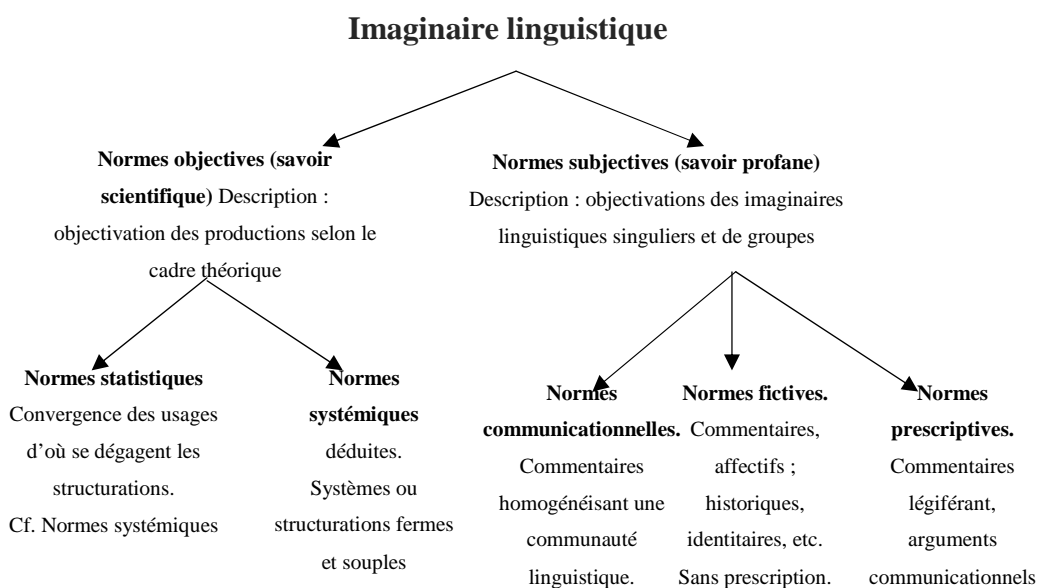 Imaginaire linguistique
Normes objectives (savoir
scientifique) Description :
objectivation des productions selon le
cadre théorique
Normes subjectives (savoir profane)
Description : objectivations des imaginaires
linguistiques singuliers et de groupes
Normes statistiques
Convergence des usages
d’où se dégagent les
structurations.
Cf. Normes systémiques
Normes
systémiques
déduites.
Systèmes ou
structurations fermes
et souples
Normes
communicationnelles.
Commentaires
homogénéisant une
communauté
linguistique.
Normes fictives.
Commentaires,
affectifs ;
historiques,
identitaires, etc.
Sans prescription.
Normes
prescriptives.
Commentaires
légiférant,
arguments
communicationnels